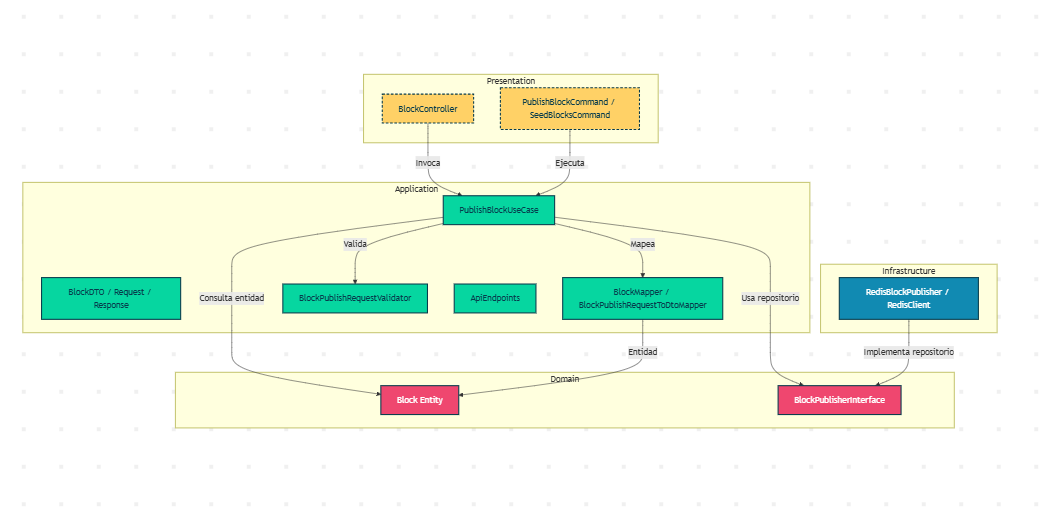 Presentation
BlockController
PublishBlockCommand /
SeedBlocksCommand
Invoca
Ejecuta
Application
PublishBlockUseCase
Valida
Mapea
BlockDTO / Request /
Response
Consulta entidad
BlockPublishRequestValidator
ApiEndpoints
BlockMapper /
BlockPublishRequestToDtoMapper
Usa repositorio
Infrastructure
RedisBlockPublisher /
RedisClient
Entidad
Implementa repositorio
Domain
Block Entity
BlockPublisherInterface